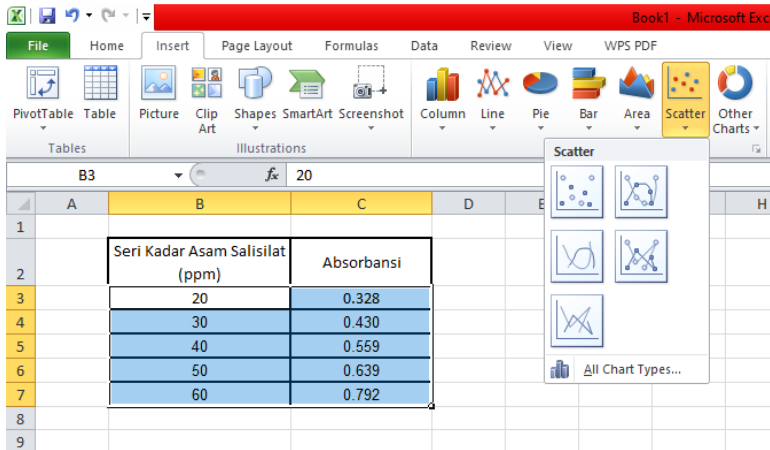 Book1 - Microsoft Exc
File Home Insert Page Layout Formulas Data Review View WPS PDF
PivotTable Table Picture Clip Art Shapes SmartArt Screenshot Column Line Pie Bar Area Scatter Other Charts
Tables Illustrations
Scatter
B3 fx 20
A B C D E H
1
2 Seri Kadar Asam Salisilat (ppm) Absorbansi
3 20 0.328
4 30 0.430
5 40 0.559
6 50 0.639
7 60 0.792
8
9
All Chart Types...